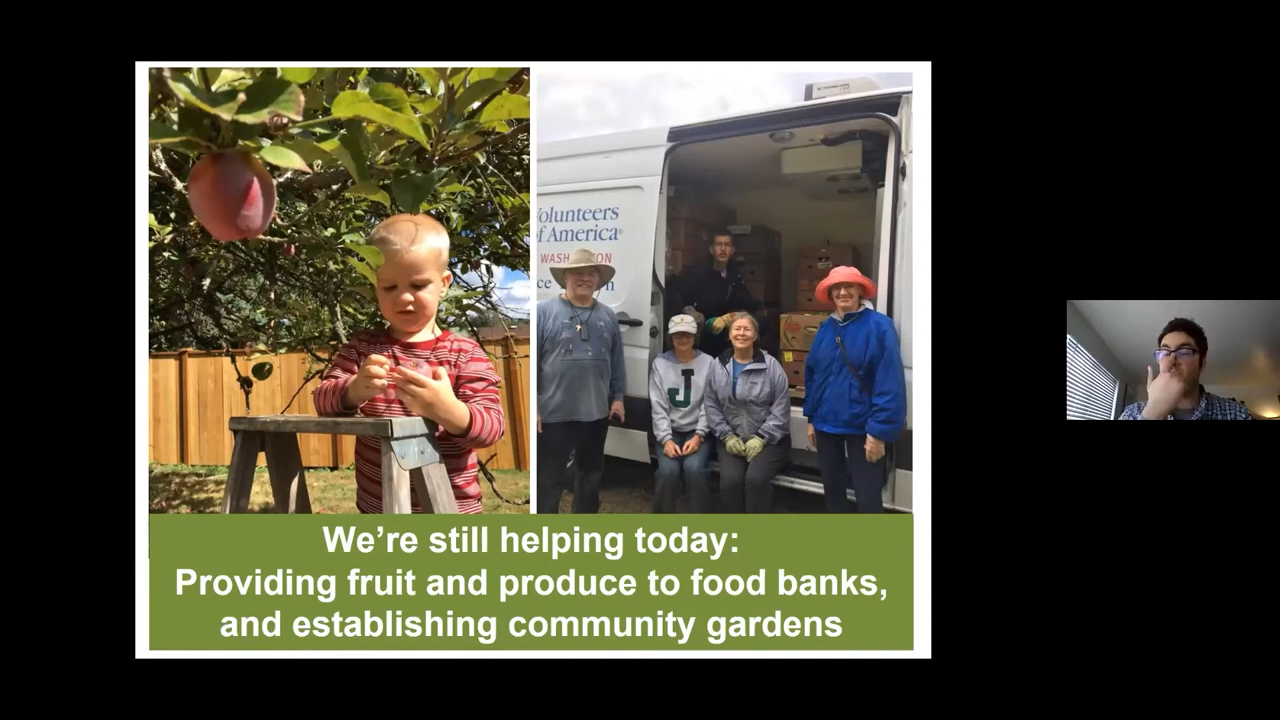 Volunteers
of America®
WASH
J
We're still helping today:
Providing fruit and produce to food banks,
and establishing community gardens